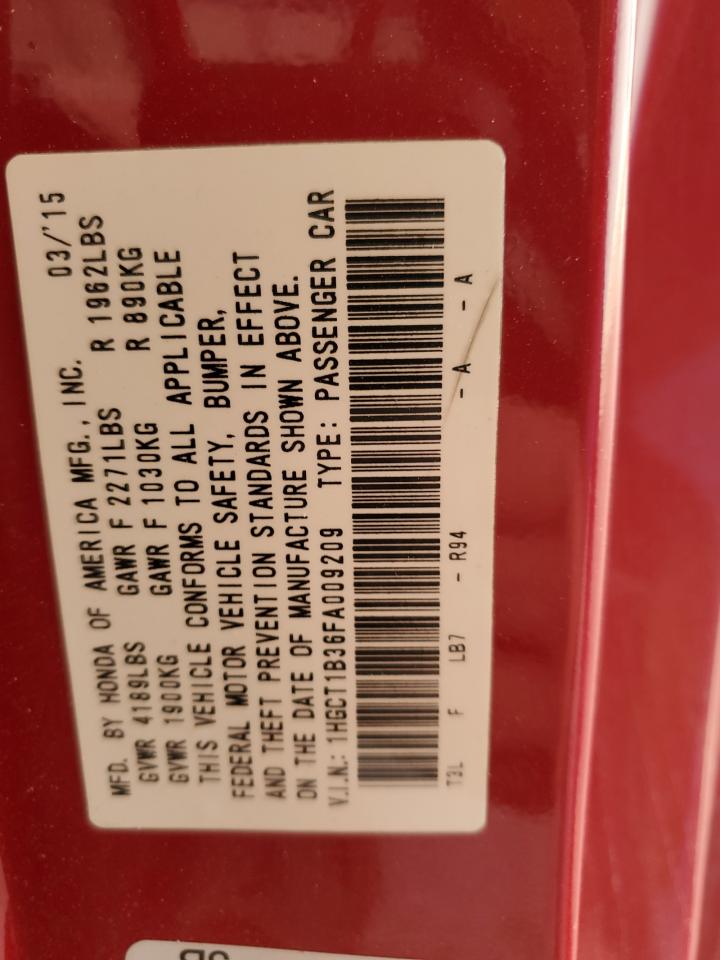 MFD. BY HONDA OF AMERICA MFG., INC. 03/'15
GVWR 4189LBS GAWR F 2271LBS R 1962LBS
GVWR 1900KG GAWR F 1030KG R 890KG
THIS VEHICLE CONFORMS TO ALL APPLICABLE
FEDERAL MOTOR VEHICLE SAFETY, BUMPER,
AND THEFT PREVENTION STANDARDS IN EFFECT
ON THE DATE OF MANUFACTURE SHOWN ABOVE.
V.I.N.: 1HGCT1B36FA009209 TYPE: PASSENGER CAR
T3L F LB7 - R94 - A - A